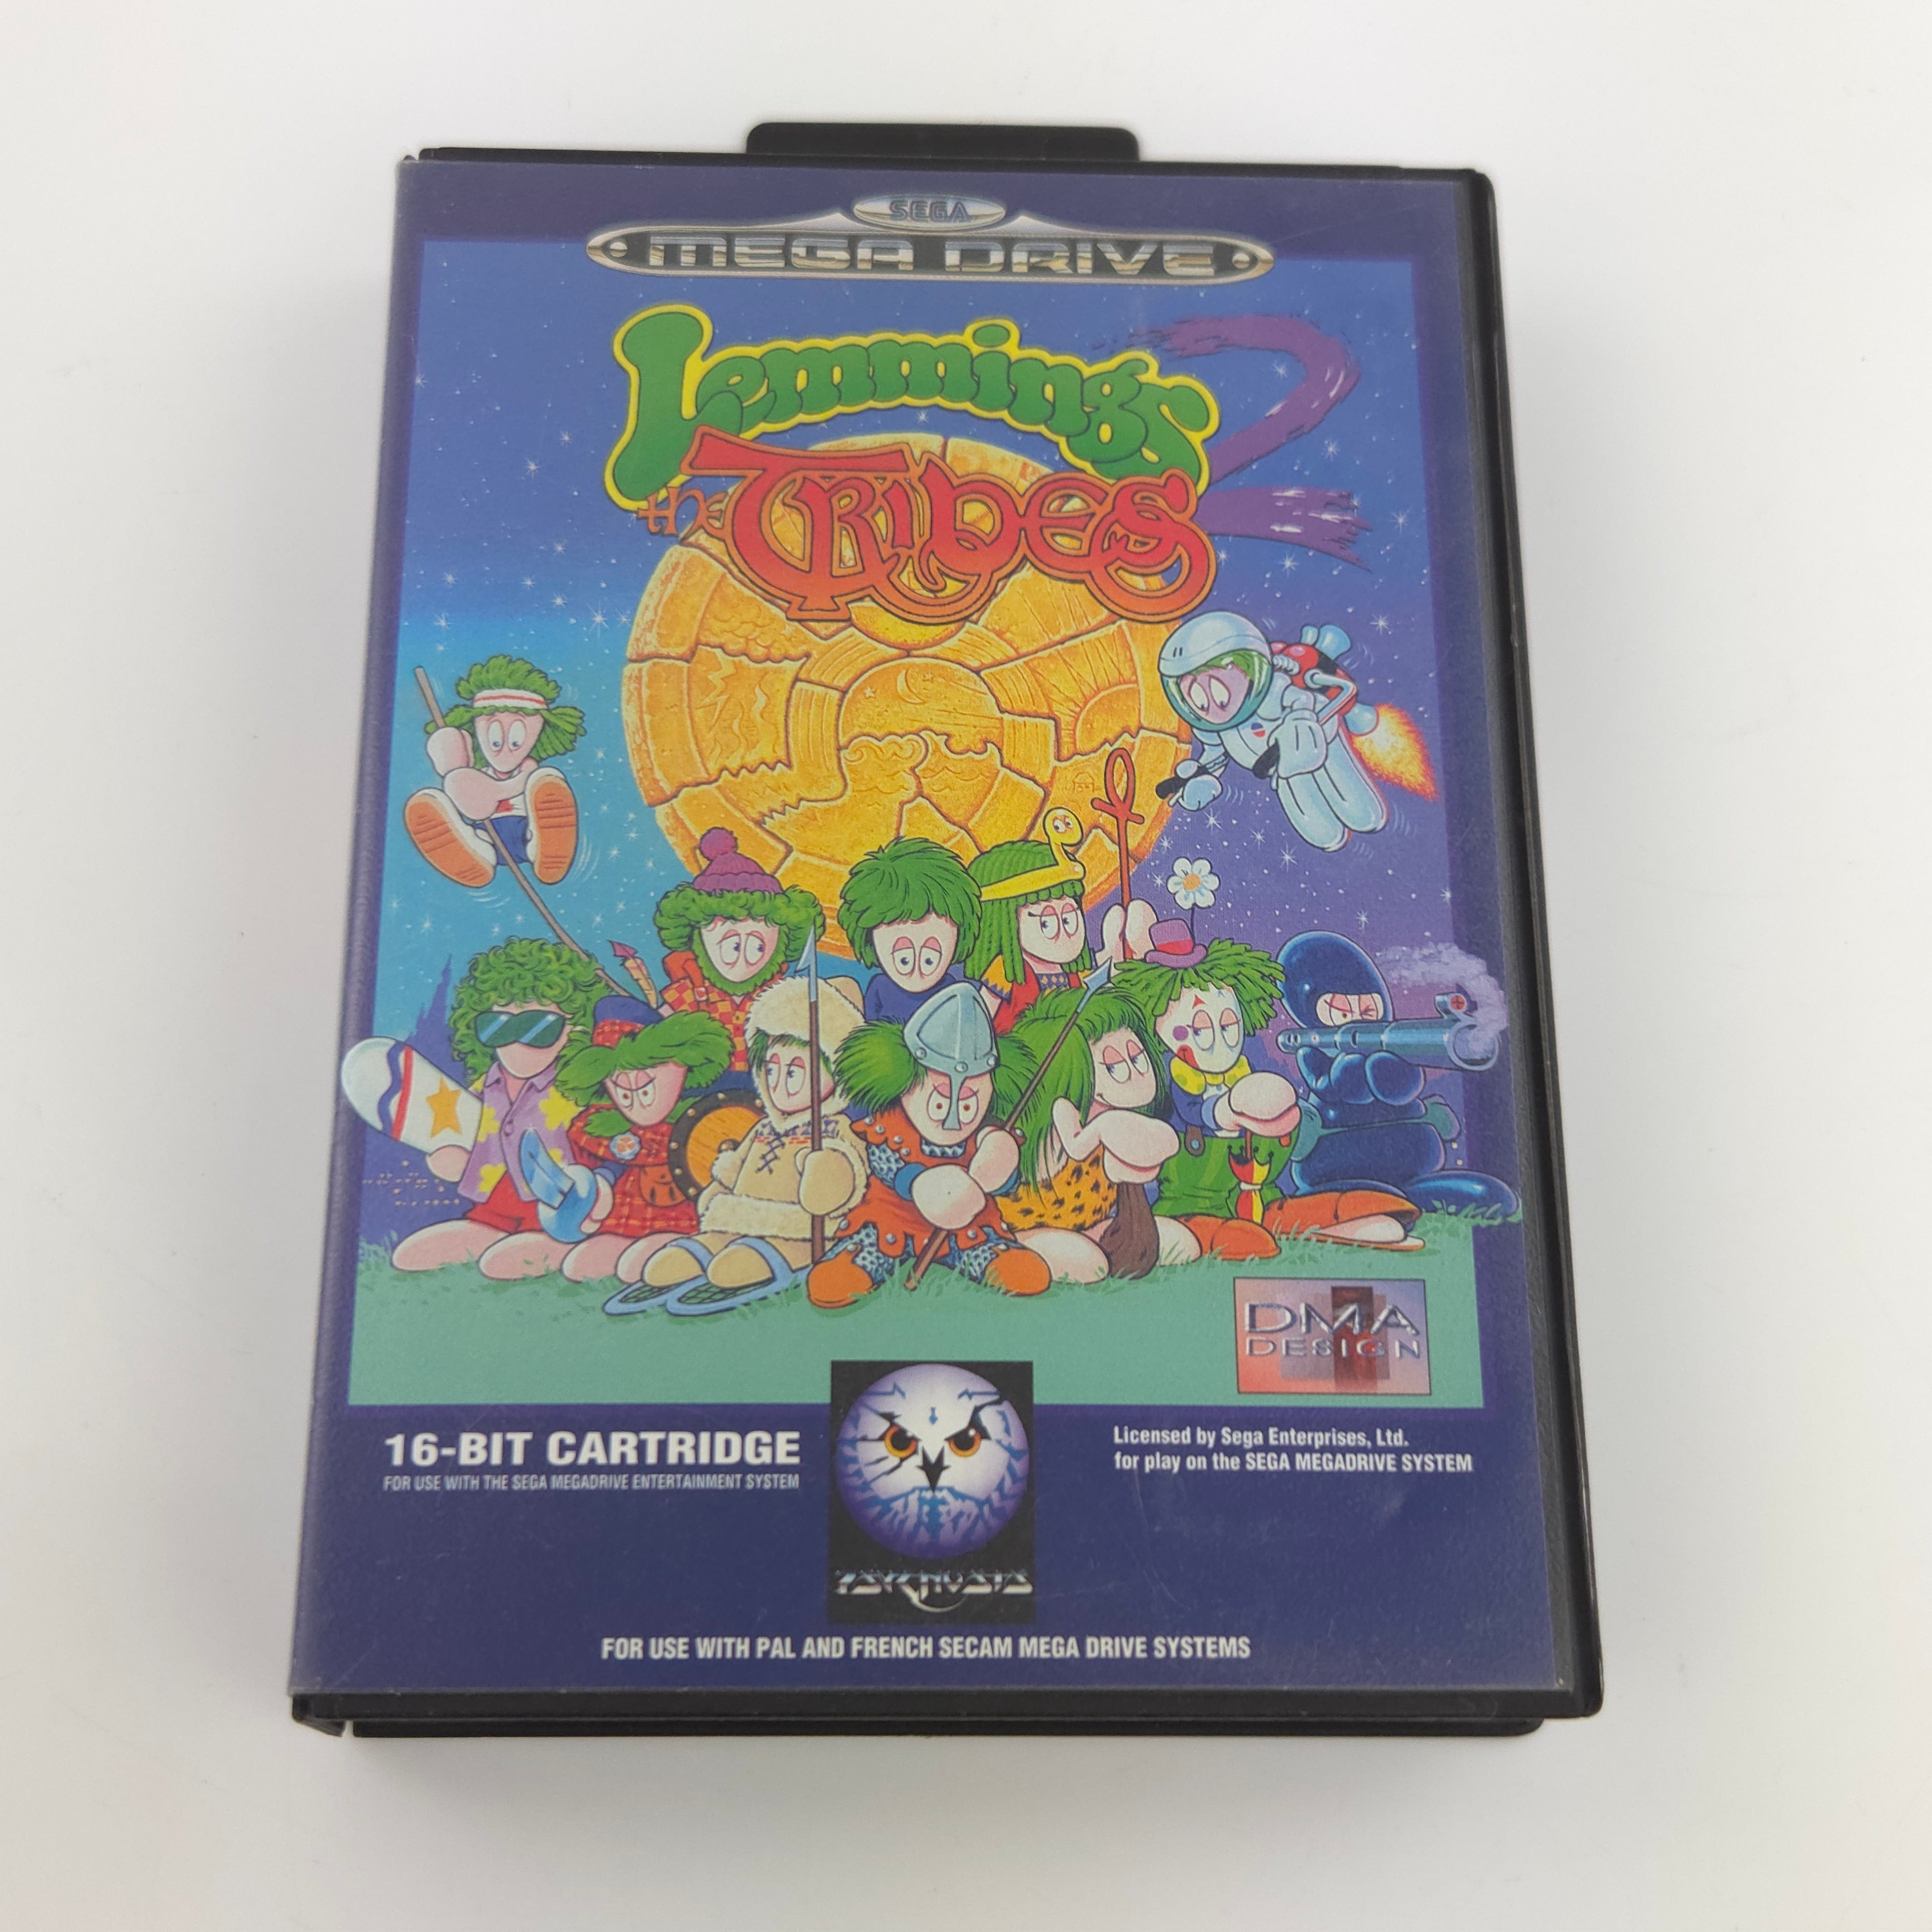 SEGA
MEGA DRIVE
Lemmings 2
the TRIBES
DMA
DESIGN
16-BIT CARTRIDGE
FOR USE WITH THE SEGA MEGADRIVE ENTERTAINMENT SYSTEM
Licensed by Sega Enterprises, Ltd.
for play on the SEGA MEGADRIVE SYSTEM
PSYGNOSIS
FOR USE WITH PAL AND FRENCH SECAM MEGA DRIVE SYSTEMS